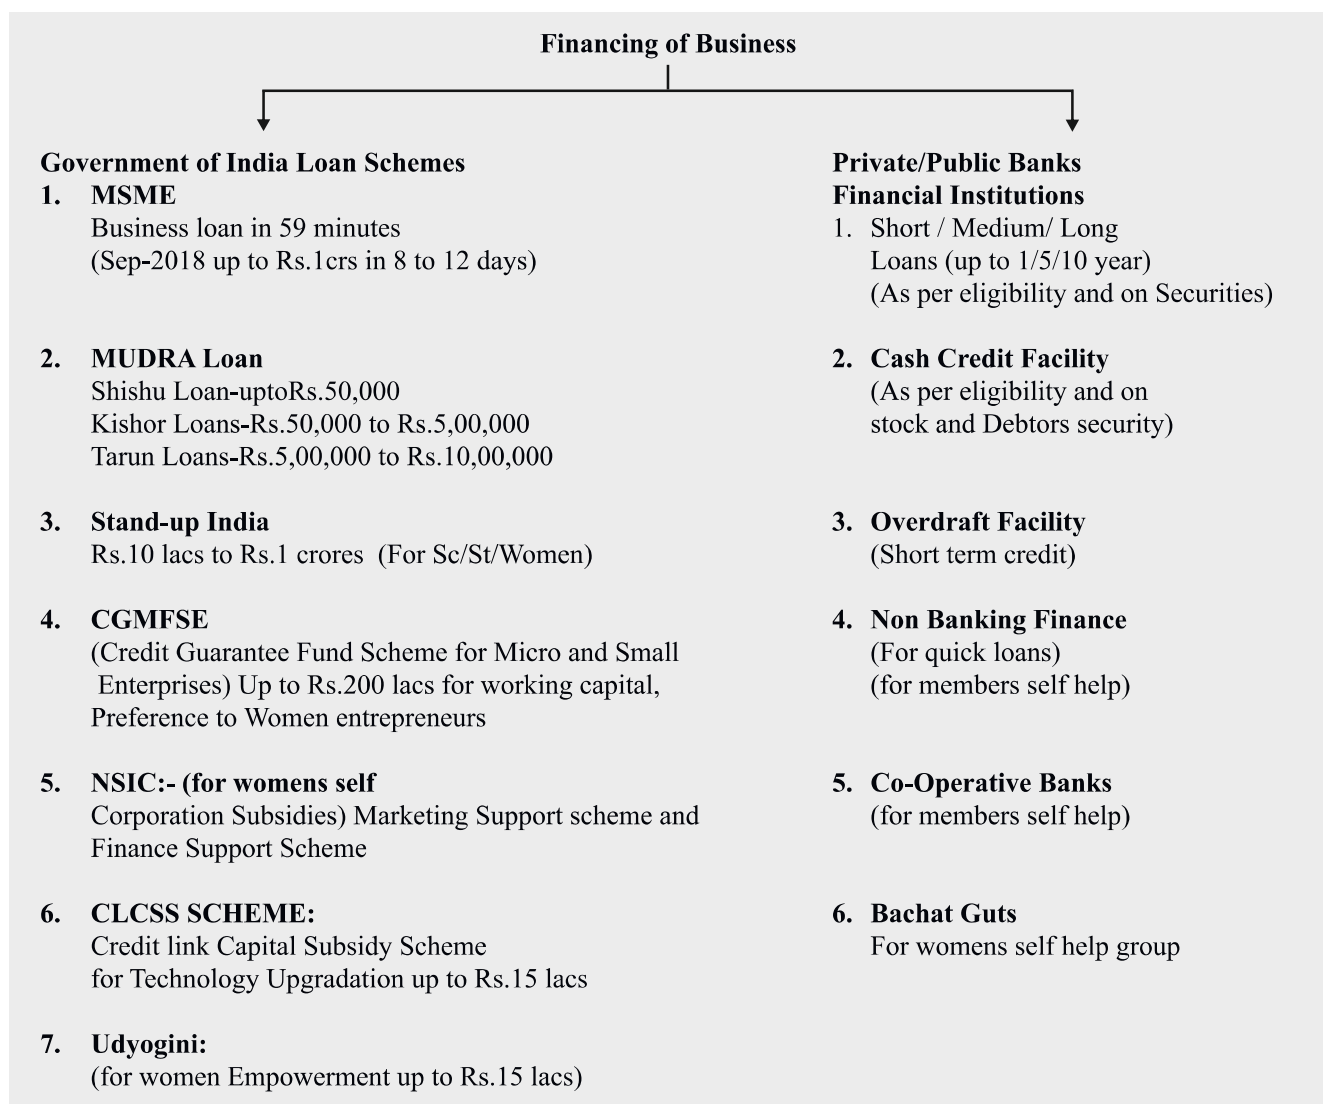 Financing of Business
Government of India Loan Schemes
1. MSME
Business loan in 59 minutes
(Sep-2018 up to Rs.1crs in 8 to 12 days)
2. MUDRA Loan
Shishu Loan-uptoRs.50,000
Kishor Loans-Rs.50,000 to Rs.5,00,000
Tarun Loans-Rs.5,00,000 to Rs.10,00,000
3. Stand-up India
Rs.10 lacs to Rs.1 crores (For Sc/St/Women)
4. CGMFSE
(Credit Guarantee Fund Scheme for Micro and Small
Enterprises) Up to Rs.200 lacs for working capital,
Preference to Women entrepreneurs
5. NSIC:- (for womens self
Corporation Subsidies) Marketing Support scheme and
Finance Support Scheme
6. CLCSS SCHEME:
Credit link Capital Subsidy Scheme
for Technology Upgradation up to Rs.15 lacs
7. Udyogini:
(for women Empowerment up to Rs.15 lacs)
Private/Public Banks
Financial Institutions
1. Short / Medium/ Long
Loans (up to 1/5/10 year)
(As per eligibility and on Securities)
2. Cash Credit Facility
(As per eligibility and on
stock and Debtors security)
3. Overdraft Facility
(Short term credit)
4. Non Banking Finance
(For quick loans)
(for members self help)
5. Co-Operative Banks
(for members self help)
6. Bachat Guts
For womens self help group